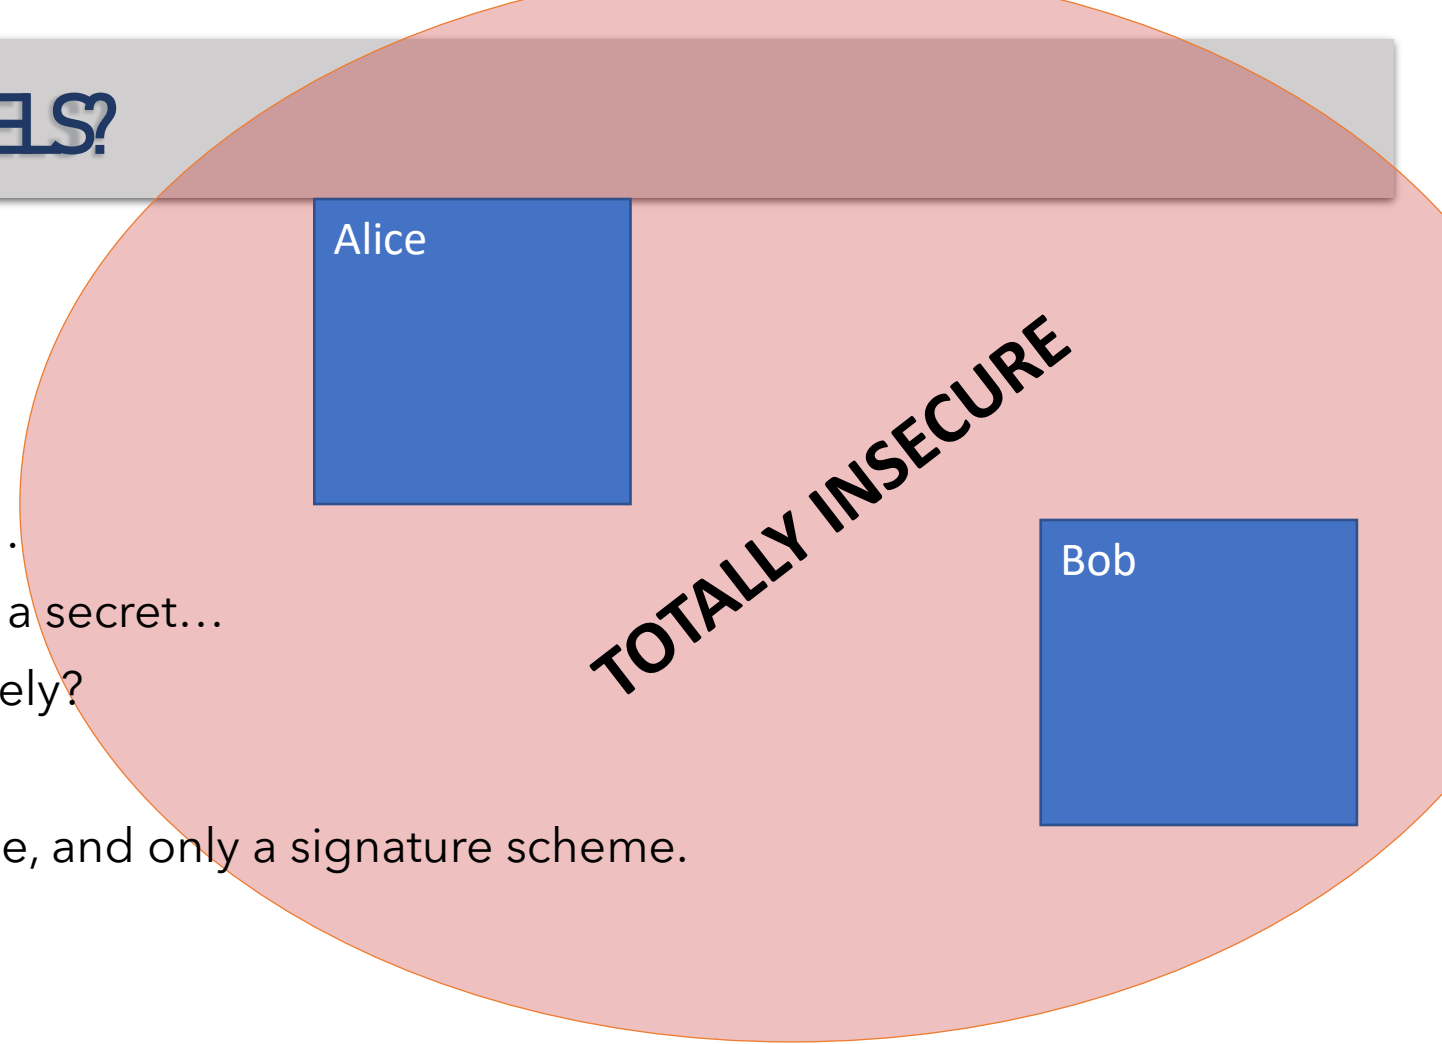 ELS?
Alice
TOTALLY INSECURE
.
Bob
a secret…
ely?
e, and only a signature scheme.